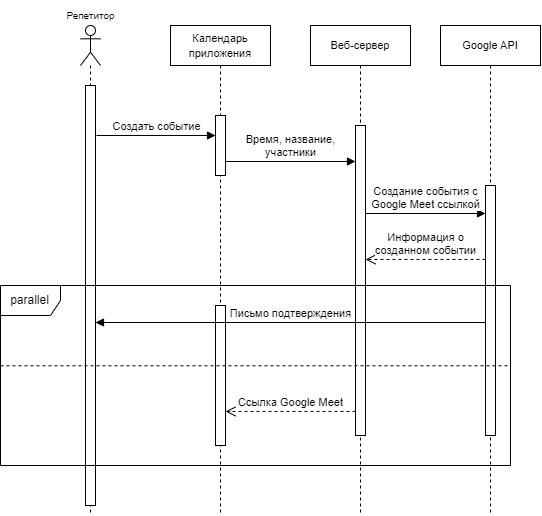 Репетитор
Календарь
приложения
Веб-сервер
Google API
Создать событие
Время, название,
участники
Создание события с
Google Meet ссылкой
Информация о
созданном событии
parallel
Письмо подтверждения
Ссылка Google Meet